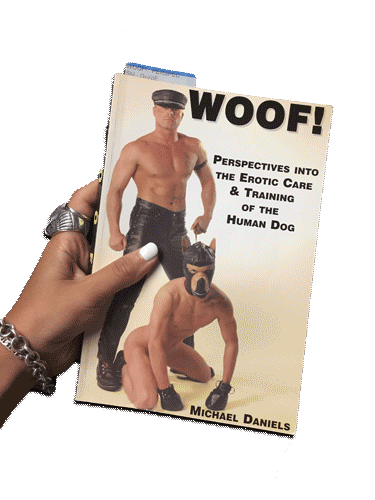 WOOF!
PERSPECTIVES INTO
THE EROTIC CARE
& TRAINING
OF THE
HUMAN DOG
MICHAEL DANIELS